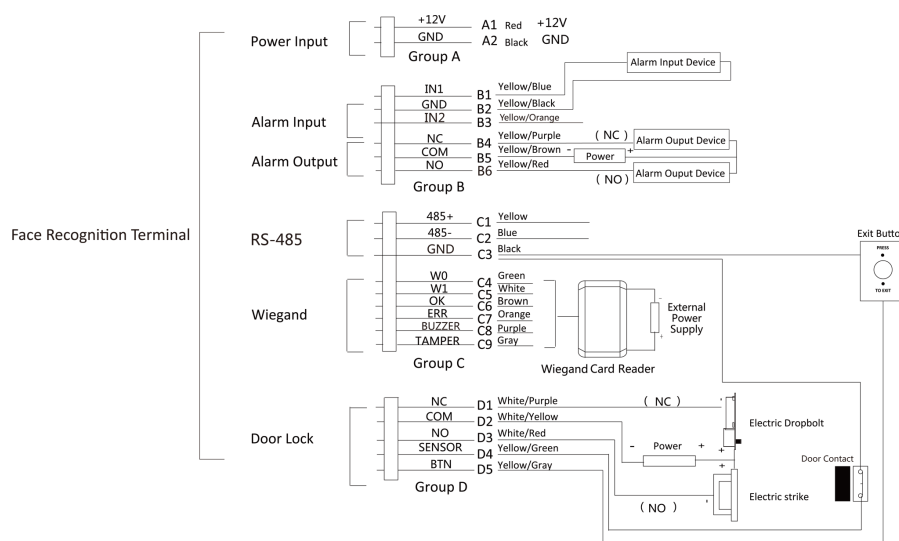 Face Recognition Terminal
Power Input
+12V A1 Red +12V
GND A2 Black GND
Group A
Alarm Input Device
Alarm Input
IN1 B1 Yellow/Blue
GND B2 Yellow/Black
IN2 B3 Yellow/Orange
Alarm Output
NC B4 Yellow/Purple ( NC ) Alarm Ouput Device
COM B5 Yellow/Brown - Power +
NO B6 Yellow/Red ( NO ) Alarm Ouput Device
Group B
RS-485
485+ C1 Yellow
485- C2 Blue
GND C3 Black
Exit Butto
PRESS
TO EXIT
Wiegand
W0 C4 Green
W1 C5 White
OK C6 Brown
ERR C7 Orange
BUZZER C8 Purple
TAMPER C9 Gray
Group C
-
External
Power
Supply
+
Wiegand Card Reader
Door Lock
NC D1 White/Purple ( NC ) -
COM D2 White/Yellow
NO D3 White/Red - Power +
SENSOR D4 Yellow/Green
BTN D5 Yellow/Gray
Group D
Electric Dropbolt
+
+
Door Contact
- Electric strike
( NO )